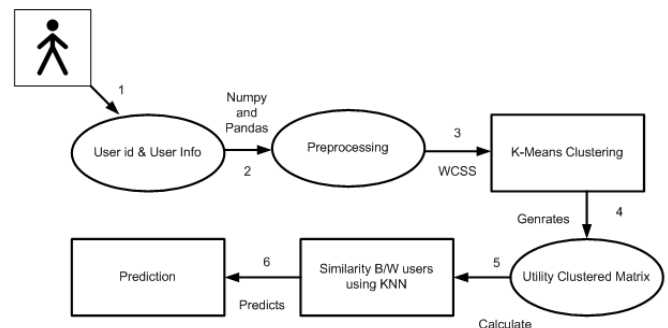 1
User id & User Info
Numpy
and
Pandas
2
Preprocessing
3
WCSS
K-Means Clustering
4
Genrates
Utility Clustered Matrix
5
Calculate
Similarity B/W users
using KNN
6
Predicts
Prediction